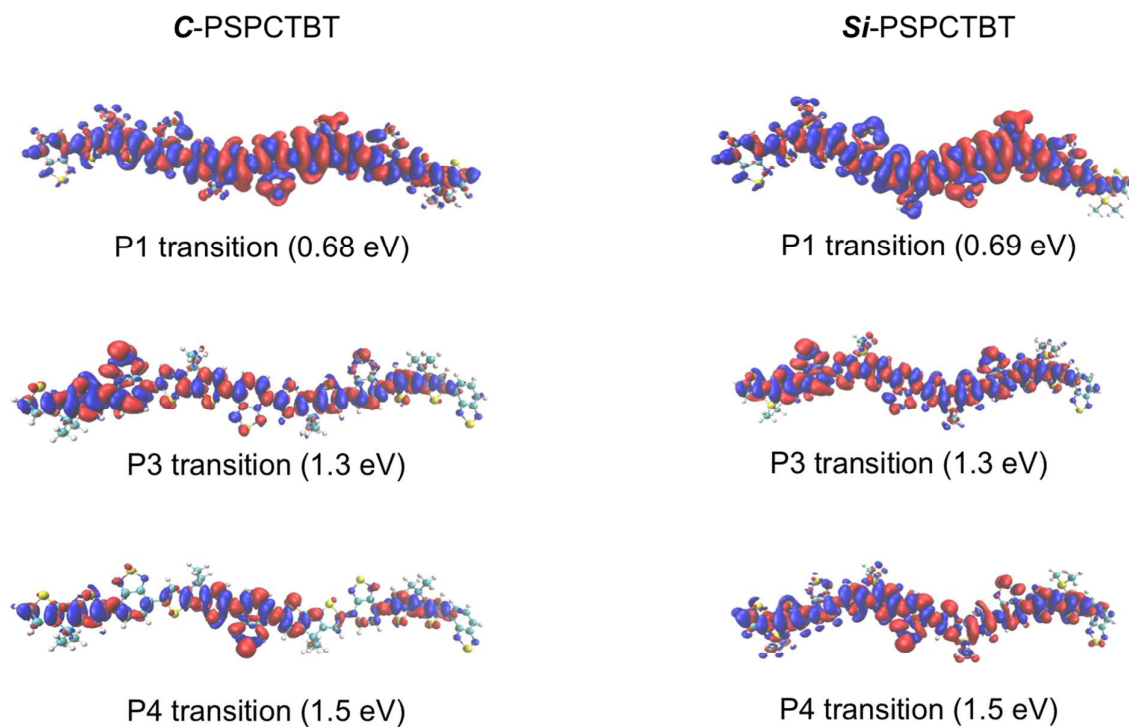 C-PSPCTBT
Si-PSPCTBT
P1 transition (0.68 eV)
P1 transition (0.69 eV)
P3 transition (1.3 eV)
P3 transition (1.3 eV)
P4 transition (1.5 eV)
P4 transition (1.5 eV)